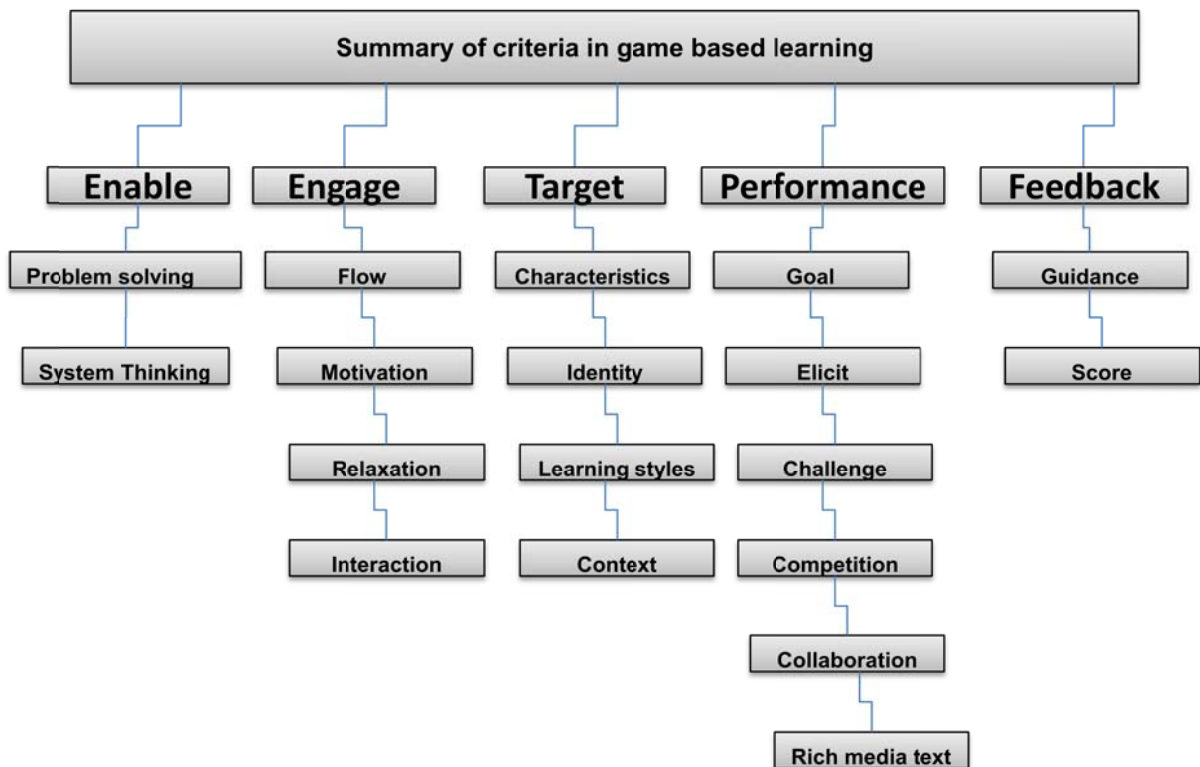 Summary of criteria in game based learning
Enable
Engage
Target
Performance
Feedback
Problem solving
Flow
Characteristics
Goal
Guidance
System Thinking
Motivation
Identity
Elicit
Score
Relaxation
Learning styles
Challenge
Interaction
Context
Competition
Collaboration
Rich media text